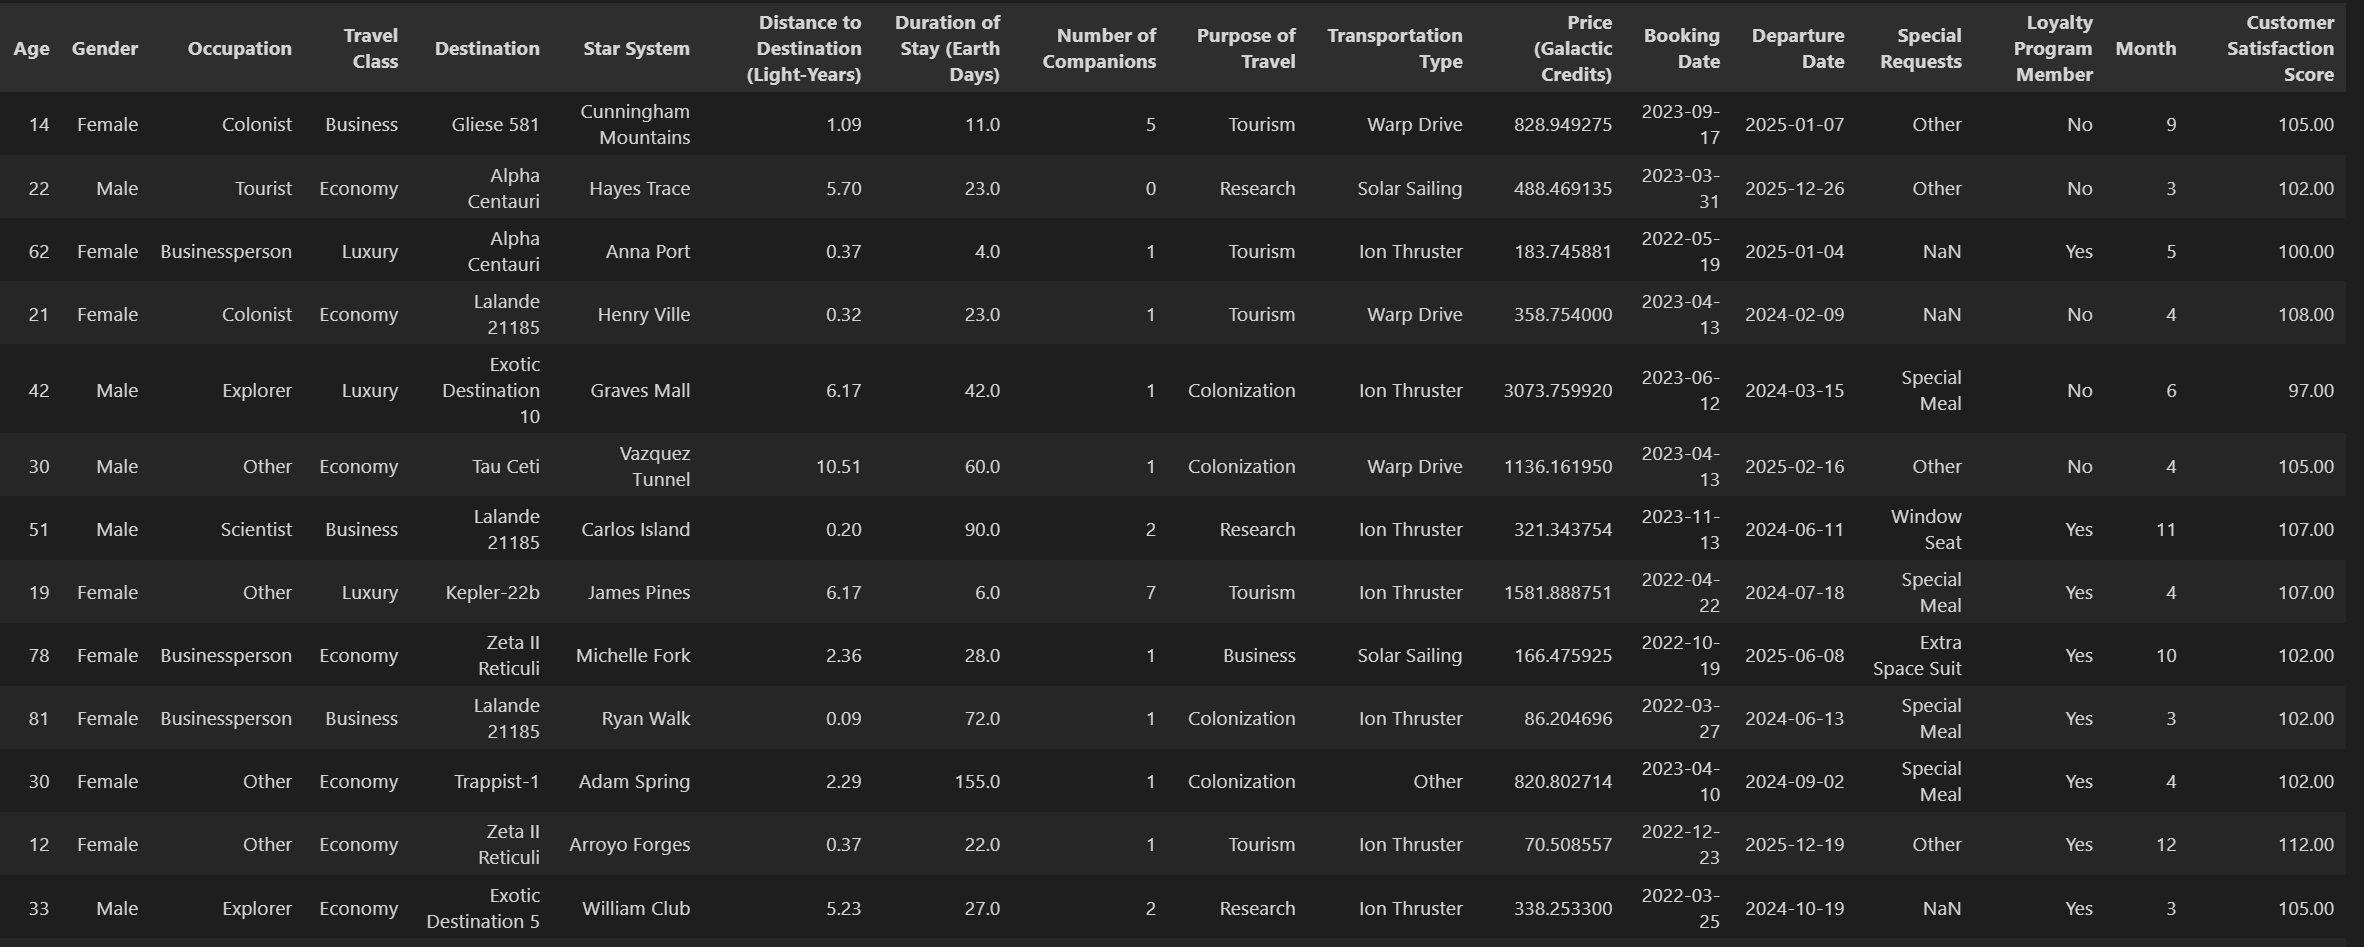 Age Gender Occupation Travel Class Destination Star System Distance to Destination (Light-Years) Duration of Stay (Earth Days) Number of Companions Purpose of Travel Transportation Type Price (Galactic Credits) Booking Date Departure Date Special Requests Loyalty Program Member Month Customer Satisfaction Score
14 Female Colonist Business Gliese 581 Cunningham Mountains 1.09 11.0 5 Tourism Warp Drive 828.949275 2023-09-17 2025-01-07 Other No 9 105.00
22 Male Tourist Economy Alpha Centauri Hayes Trace 5.70 23.0 0 Research Solar Sailing 488.469135 2023-03-31 2025-12-26 Other No 3 102.00
62 Female Businessperson Luxury Alpha Centauri Anna Port 0.37 4.0 1 Tourism Ion Thruster 183.745881 2022-05-19 2025-01-04 NaN Yes 5 100.00
21 Female Colonist Economy Lalande 21185 Henry Ville 0.32 23.0 1 Tourism Warp Drive 358.754000 2023-04-13 2024-02-09 NaN No 4 108.00
42 Male Explorer Luxury Exotic Destination 10 Graves Mall 6.17 42.0 1 Colonization Ion Thruster 3073.759920 2023-06-12 2024-03-15 Special Meal No 6 97.00
30 Male Other Economy Tau Ceti Vazquez Tunnel 10.51 60.0 1 Colonization Warp Drive 1136.161950 2023-04-13 2025-02-16 Other No 4 105.00
51 Male Scientist Business Lalande 21185 Carlos Island 0.20 90.0 2 Research Ion Thruster 321.343754 2023-11-13 2024-06-11 Window Seat Yes 11 107.00
19 Female Other Luxury Kepler-22b James Pines 6.17 6.0 7 Tourism Ion Thruster 1581.888751 2022-04-22 2024-07-18 Special Meal Yes 4 107.00
78 Female Businessperson Economy Zeta II Reticuli Michelle Fork 2.36 28.0 1 Business Solar Sailing 166.475925 2022-10-19 2025-06-08 Extra Space Suit Yes 10 102.00
81 Female Businessperson Business Lalande 21185 Ryan Walk 0.09 72.0 1 Colonization Ion Thruster 86.204696 2022-03-27 2024-06-13 Special Meal Yes 3 102.00
30 Female Other Economy Trappist-1 Adam Spring 2.29 155.0 1 Colonization Other 820.802714 2023-04-10 2024-09-02 Special Meal Yes 4 102.00
12 Female Other Economy Zeta II Reticuli Arroyo Forges 0.37 22.0 1 Tourism Ion Thruster 70.508557 2022-12-23 2025-12-19 Other Yes 12 112.00
33 Male Explorer Economy Exotic Destination 5 William Club 5.23 27.0 2 Research Ion Thruster 338.253300 2022-03-25 2024-10-19 NaN Yes 3 105.00